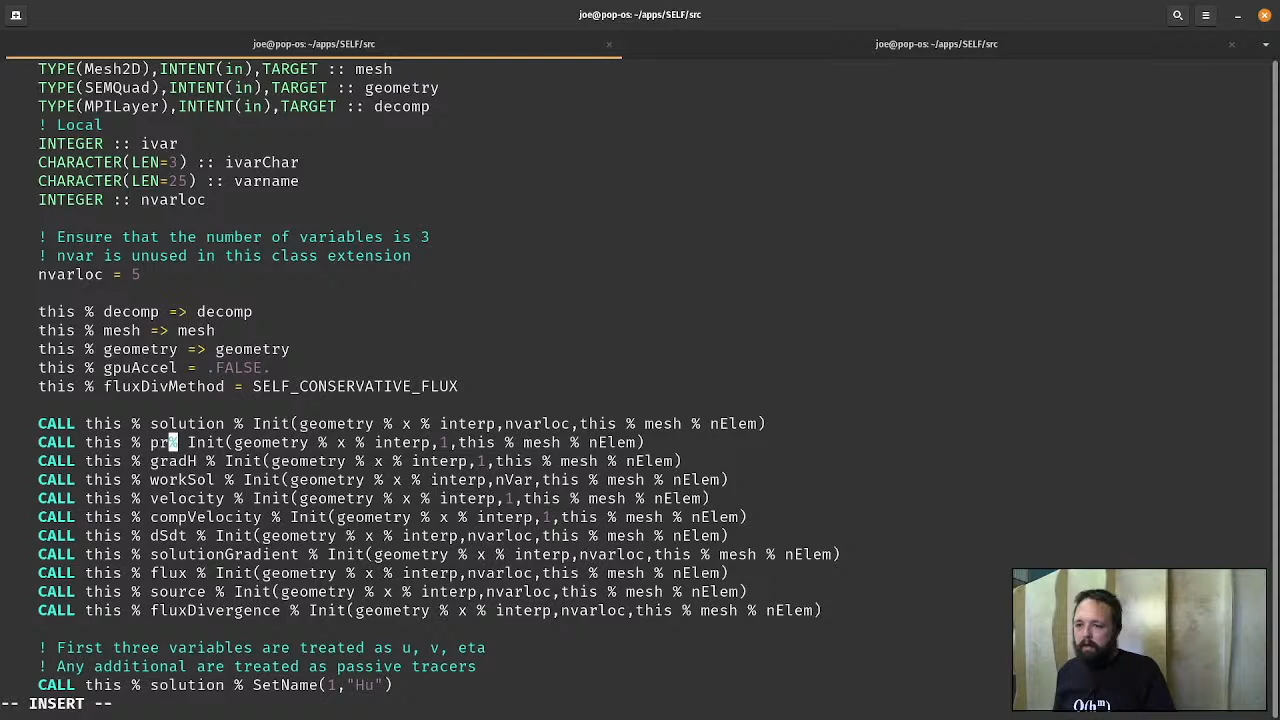 joe@pop-os: ~/apps/SELF/src
joe@pop-os: ~/apps/SELF/src
joe@pop-os: ~/apps/SELF/src
TYPE(Mesh2D),INTENT(in),TARGET :: mesh
TYPE(SEMQuad),INTENT(in),TARGET :: geometry
TYPE(MPILayer),INTENT(in),TARGET :: decomp
! Local
INTEGER :: ivar
CHARACTER(LEN=3) :: ivarChar
CHARACTER(LEN=25) :: varname
INTEGER :: nvarloc
! Ensure that the number of variables is 3
! nvar is unused in this class extension
nvarloc = 5
this % decomp => decomp
this % mesh => mesh
this % geometry => geometry
this % gpuAccel = .FALSE.
this % fluxDivMethod = SELF_CONSERVATIVE_FLUX
CALL this % solution % Init(geometry % x % interp,nvarloc,this % mesh % nElem)
CALL this % pr% Init(geometry % x % interp,1,this % mesh % nElem)
CALL this % gradH % Init(geometry % x % interp,1,this % mesh % nElem)
CALL this % workSol % Init(geometry % x % interp,nVar,this % mesh % nElem)
CALL this % velocity % Init(geometry % x % interp,1,this % mesh % nElem)
CALL this % compVelocity % Init(geometry % x % interp,1,this % mesh % nElem)
CALL this % dSdt % Init(geometry % x % interp,nvarloc,this % mesh % nElem)
CALL this % solutionGradient % Init(geometry % x % interp,nvarloc,this % mesh % nElem)
CALL this % flux % Init(geometry % x % interp,nvarloc,this % mesh % nElem)
CALL this % source % Init(geometry % x % interp,nvarloc,this % mesh % nElem)
CALL this % fluxDivergence % Init(geometry % x % interp,nvarloc,this % mesh % nElem)
! First three variables are treated as u, v, eta
! Any additional are treated as passive tracers
CALL this % solution % SetName(1,"Hu")
-- INSERT --